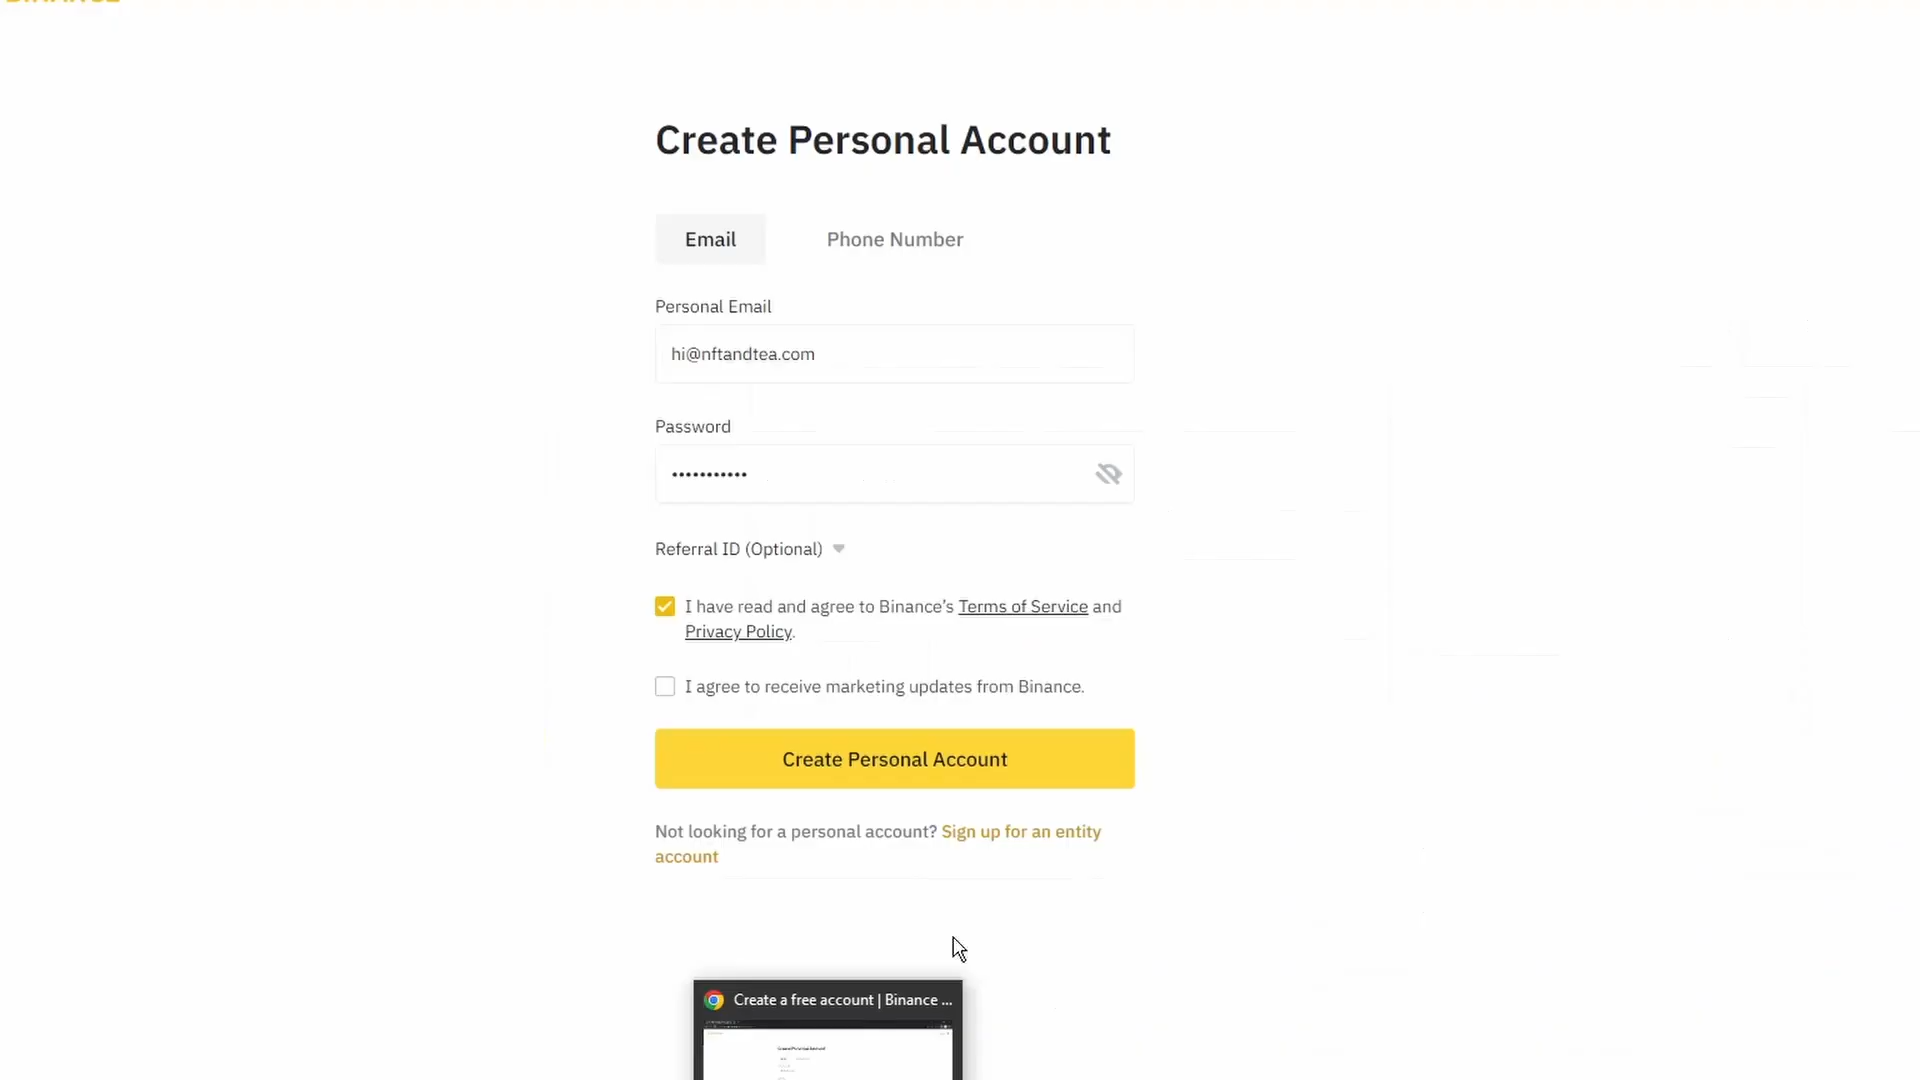 BINANCE
Create Personal Account
Email
Phone Number
Personal Email
hi@nftandtea.com
Password
•••••••••••
Referral ID (Optional)
I have read and agree to Binance’s Terms of Service and
Privacy Policy.
I agree to receive marketing updates from Binance.
Create Personal Account
Not looking for a personal account? Sign up for an entity
account
Create a free account | Binance ...